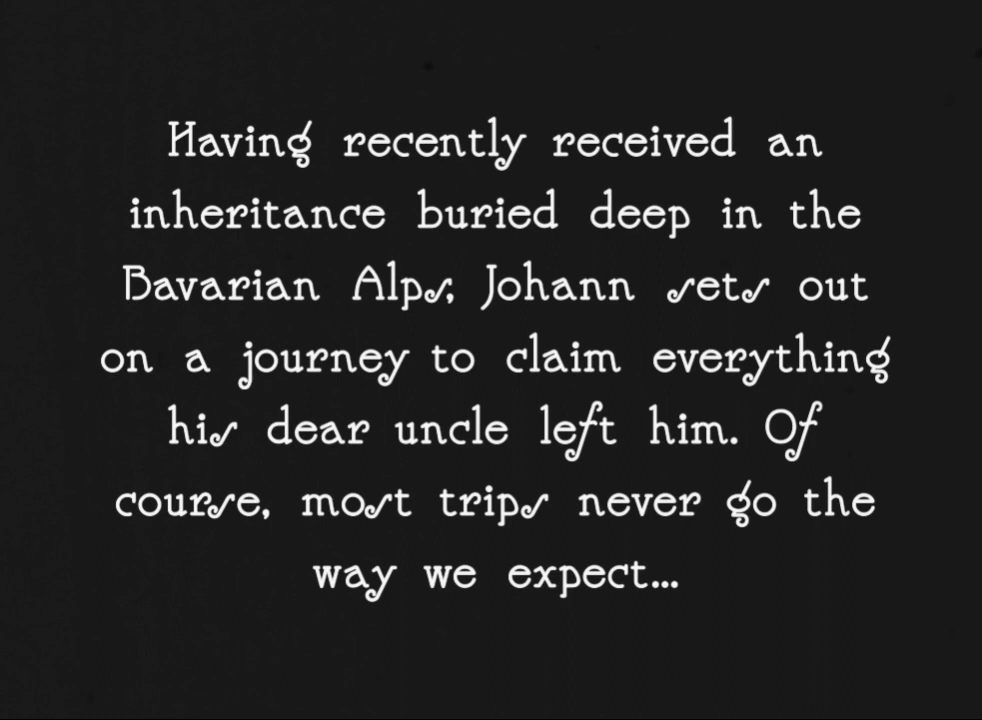 Having recently received an
inheritance buried deep in the
Bavarian Alps, Johann sets out
on a journey to claim everything
his dear uncle left him. Of
course, most trips never go the
way we expect...